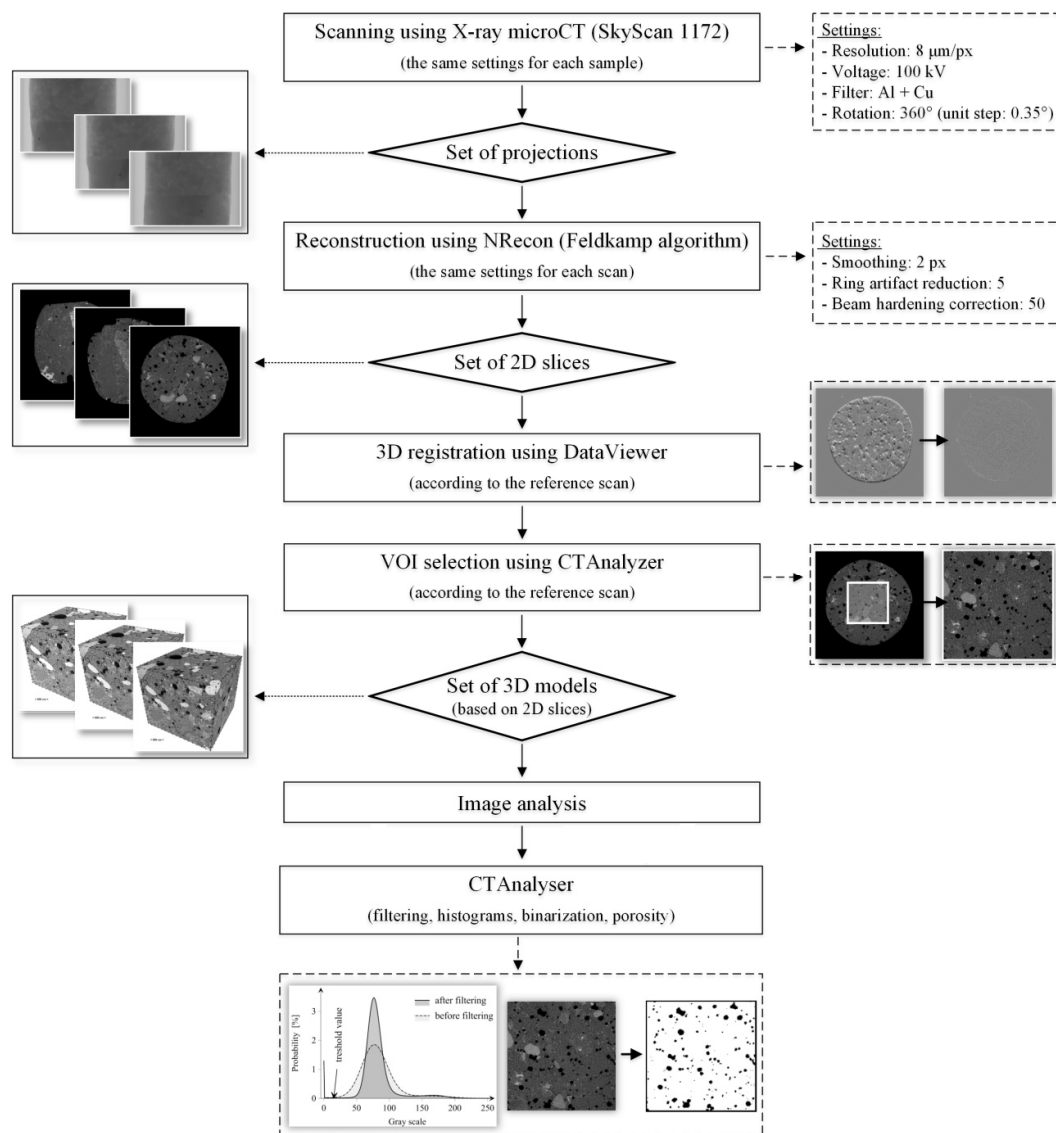 Scanning using X-ray microCT (SkyScan 1172)
(the same settings for each sample)
Settings:
- Resolution: 8 μm/px
- Voltage: 100 kV
- Filter: Al + Cu
- Rotation: 360° (unit step: 0.35°)
Set of projections
Reconstruction using NRecon (Feldkamp algorithm)
(the same settings for each scan)
Settings:
- Smoothing: 2 px
- Ring artifact reduction: 5
- Beam hardening correction: 50
Set of 2D slices
3D registration using DataViewer
(according to the reference scan)
VOI selection using CTAnalyzer
(according to the reference scan)
Set of 3D models
(based on 2D slices)
Image analysis
CTAnalyser
(filtering, histograms, binarization, porosity)
Probability [%]
3
2
1
0
treshold value
after filtering
before filtering
0 50 100 150 200 250
Gray scale